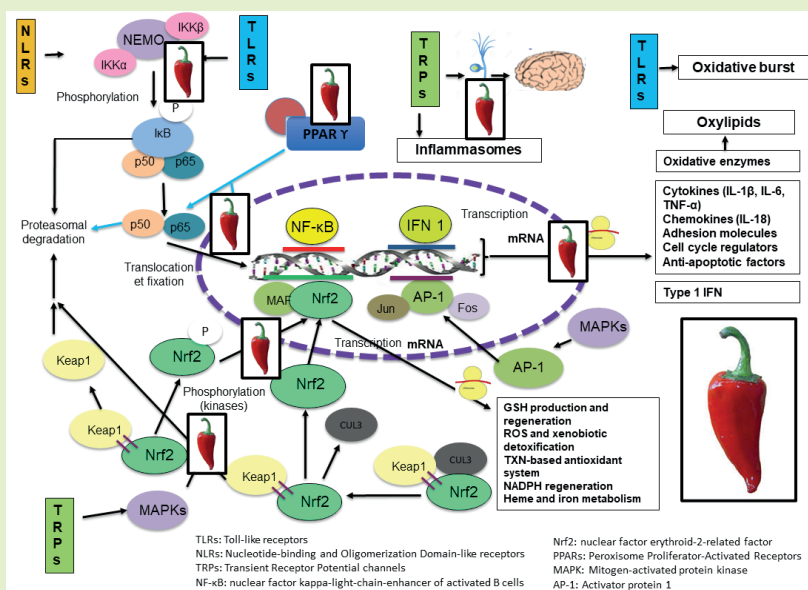 NLRs
IKKβ
NEMO
IKKα
TLRs
Phosphorylation
P
IκB
p50
p65
PPAR ϒ
TRPs
Inflammasomes
TLRs
Oxidative burst
Oxylipids
Oxidative enzymes
Cytokines (IL-1β, IL-6,
TNF-α)
Chemokines (IL-18)
Adhesion molecules
Cell cycle regulators
Anti-apoptotic factors
Type 1 IFN
Proteasomal
degradation
p50
p65
Translocation
et fixation
NF-κB
IFN 1
Transcription
mRNA
MAF
Nrf2
Jun
AP-1
Fos
Transcription
mRNA
MAPKs
AP-1
P
Nrf2
Keap1
Phosphorylation
(kinases)
Nrf2
Keap1
Nrf2
CUL3
Keap1
Nrf2
Keap1
CUL3
Nrf2
GSH production and
regeneration
ROS and xenobiotic
detoxification
TXN-based antioxidant
system
NADPH regeneration
Heme and iron metabolism
TRPs
MAPKs
TLRs: Toll-like receptors
NLRs: Nucleotide-binding and Oligomerization Domain-like receptors
TRPs: Transient Receptor Potential channels
NF-κB: nuclear factor kappa-light-chain-enhancer of activated B cells
Nrf2: nuclear factor erythroid-2-related factor
PPARs: Peroxisome Proliferator-Activated Receptors
MAPK: Mitogen-activated protein kinase
AP-1: Activator protein 1